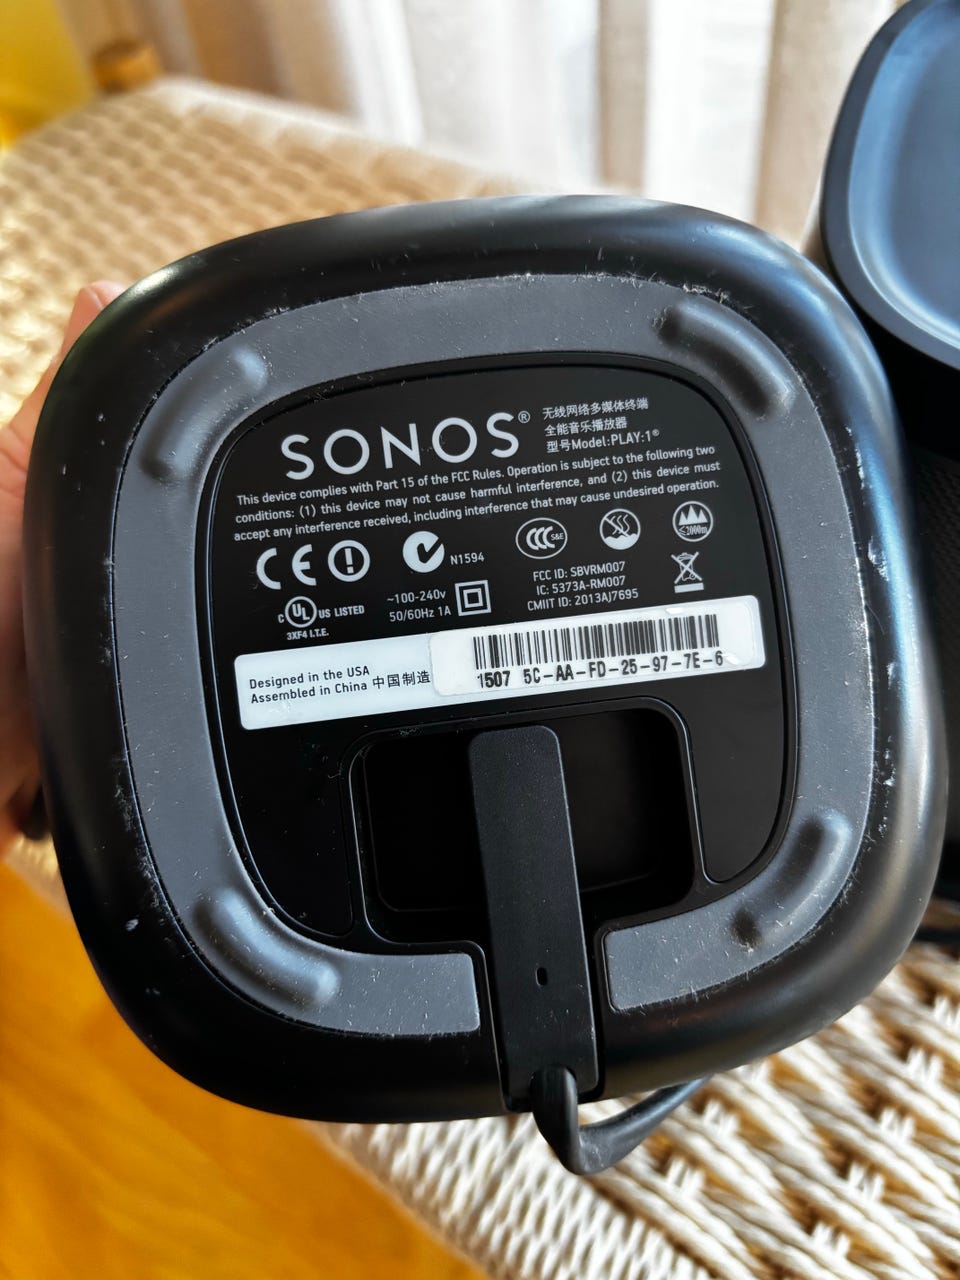 SONOS®
无线网络多媒体终端
全能音乐播放器
型号Model:PLAY:1®
This device complies with Part 15 of the FCC Rules. Operation is subject to the following two
conditions: (1) this device may not cause harmful interference, and (2) this device must
accept any interference received, including interference that may cause undesired operation.
CE
N1594
CCC S&E
≤2000m
C UL US LISTED
3XF4 I.T.E.
~100-240v
50/60Hz 1A
FCC ID: SBVRM007
IC: 5373A-RM007
CMIIT ID: 2013AJ7695
Designed in the USA
Assembled in China 中国制造
1507 5C-AA-FD-25-97-7E-6